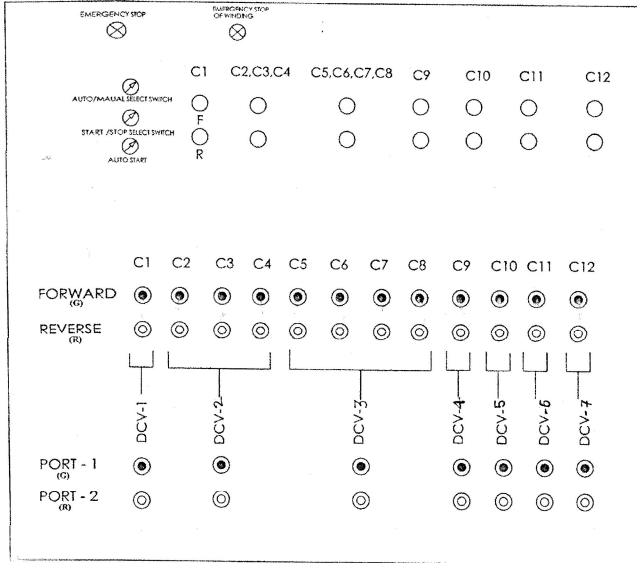 EMERGENCY STOP
EMERGENCY STOP
OF WINDING
C1 C2,C3,C4 C5,C6,C7,C8 C9 C10 C11 C12
AUTO/MAUAL SELECT SWITCH
F
START /STOP SELECT SWITCH
R
AUTO START
C1 C2 C3 C4 C5 C6 C7 C8 C9 C10 C11 C12
FORWARD
(G)
REVERSE
(R)
DCV-1 DCV-2 DCV-3 DCV-4 DCV-5 DCV-6 DCV-7
PORT - 1
(G)
PORT - 2
(R)